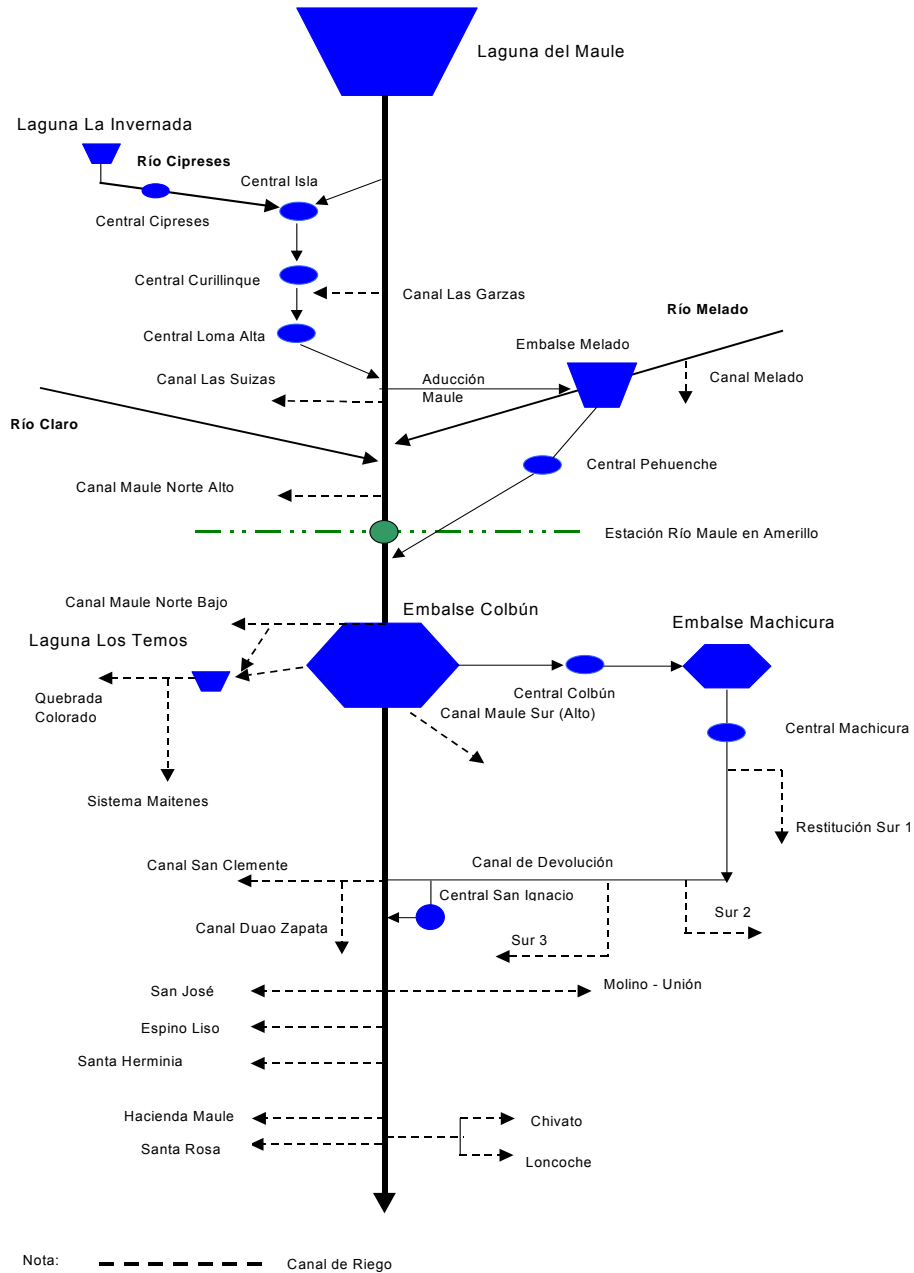 Laguna del Maule
Laguna La Invernada
Río Cipreses
Central Isla
Central Cipreses
Central Curillinque
Canal Las Garzas
Río Melado
Central Loma Alta
Embalse Melado
Canal Las Suizas
Aducción
Maule
Canal Melado
Río Claro
Central Pehuenche
Canal Maule Norte Alto
Estación Río Maule en Amerillo
Canal Maule Norte Bajo
Embalse Colbún
Embalse Machicura
Laguna Los Temos
Quebrada
Colorado
Central Colbún
Canal Maule Sur (Alto)
Central Machicura
Sistema Maitenes
Restitución Sur 1
Canal San Clemente
Canal de Devolución
Central San Ignacio
Canal Duao Zapata
Sur 2
Sur 3
San José
Molino - Unión
Espino Liso
Santa Herminia
Hacienda Maule
Chivato
Santa Rosa
Loncoche
Nota:
Canal de Riego